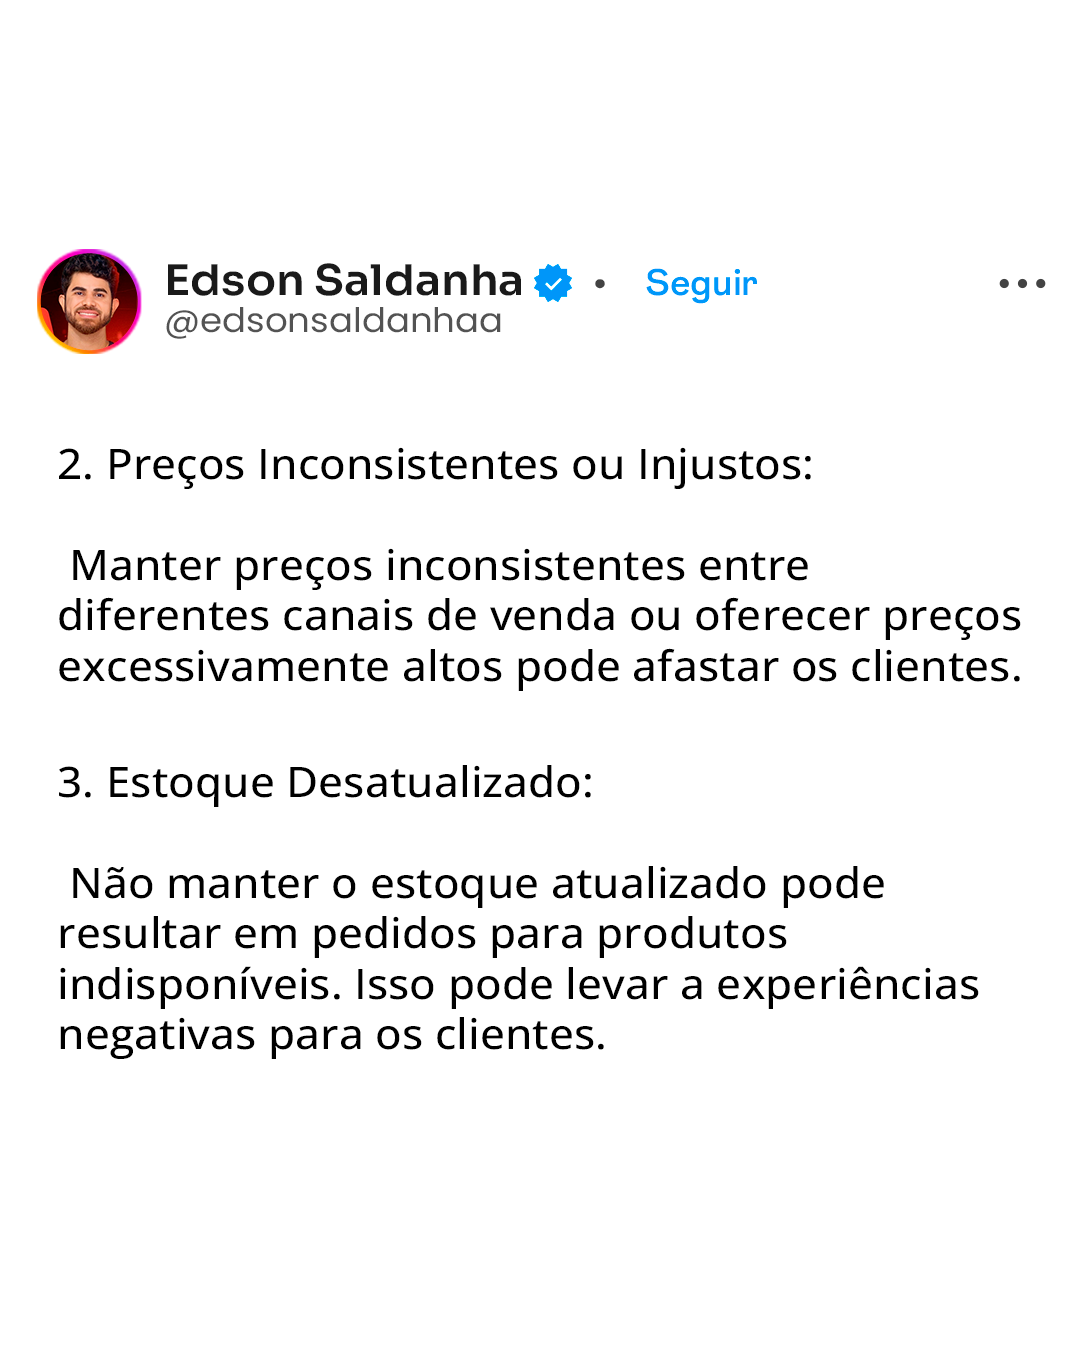 Edson Saldanha • Seguir
@edsonsaldanhaa
2. Preços Inconsistentes ou Injustos:
Manter preços inconsistentes entre
diferentes canais de venda ou oferecer preços
excessivamente altos pode afastar os clientes.
3. Estoque Desatualizado:
Não manter o estoque atualizado pode
resultar em pedidos para produtos
indisponíveis. Isso pode levar a experiências
negativas para os clientes.